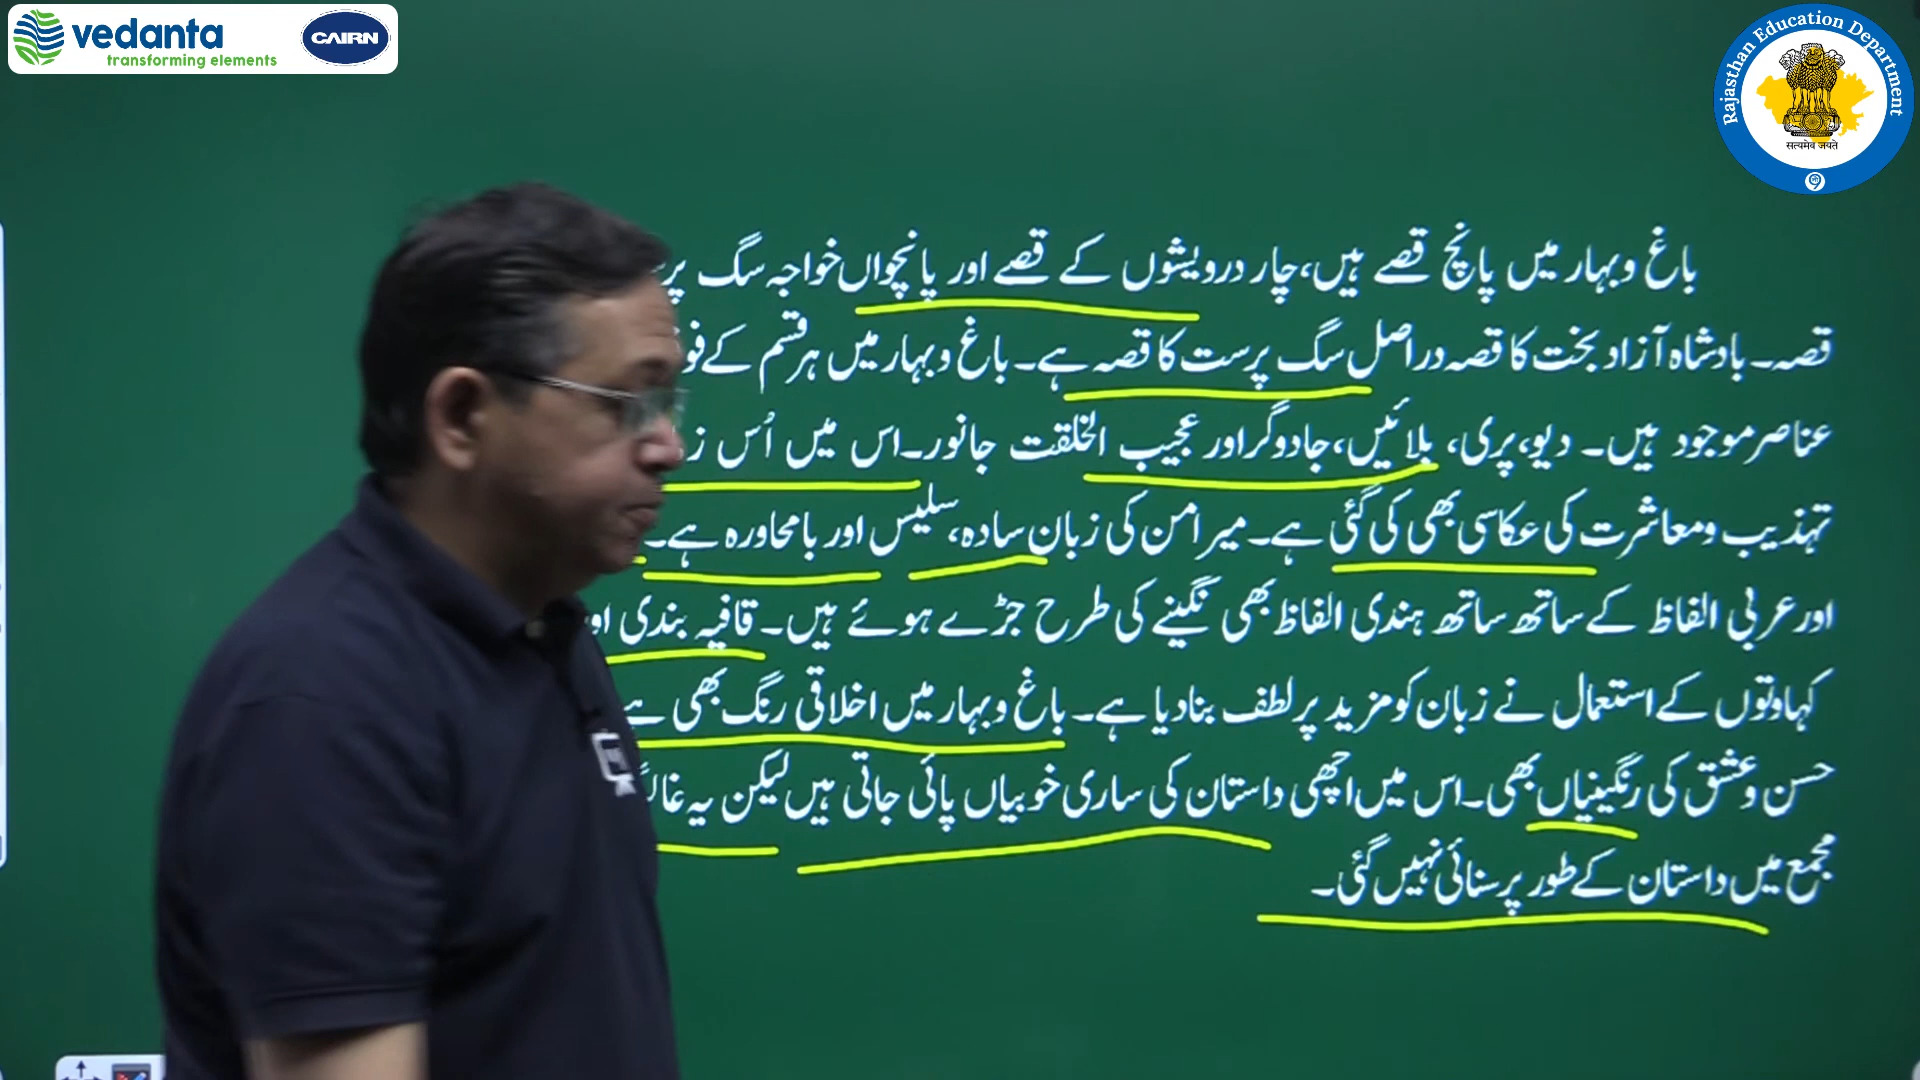 vedanta
transforming elements
CAIRN
Rajasthan Education Department
सत्यमेव जयते
باغ و بہار میں پانچ قصے ہیں، چار درویشوں کے قصے اور پانچواں خواجہ سگ
قصہ۔ بادشاہ آزاد بخت کا قصہ دراصل سگ پرست کا قصہ ہے۔ باغ و بہار میں ہر قسم کے
عناصر موجود ہیں۔ دیو، پری، بلائیں، جادوگر اور عجیب الخلقت جانور۔ اس میں اُس
تہذیب و معاشرت کی عکاسی بھی کی گئی ہے۔ میر امن کی زبان سادہ، سلیس اور بامحاورہ ہے۔
اور عربی الفاظ کے ساتھ ساتھ ہندی الفاظ بھی نگینے کی طرح جڑے ہوئے ہیں۔ قافیہ بندی
کہاوتوں کے استعمال نے زبان کو مزید پر لطف بنا دیا ہے۔ باغ و بہار میں اخلاقی رنگ بھی
حسن و عشق کی رنگینیاں بھی۔ اس میں اچھی داستان کی ساری خوبیاں پائی جاتی ہیں لیکن یہ
مجمع میں داستان کے طور پر سنائی نہیں گئی۔